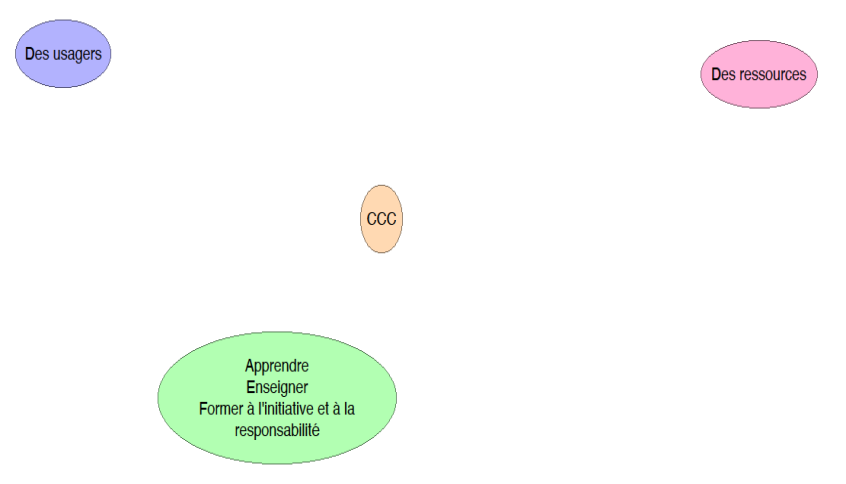 Des usagers
Des ressources
CCC
Apprendre
Enseigner
Former à l'initiative et à la
responsabilité